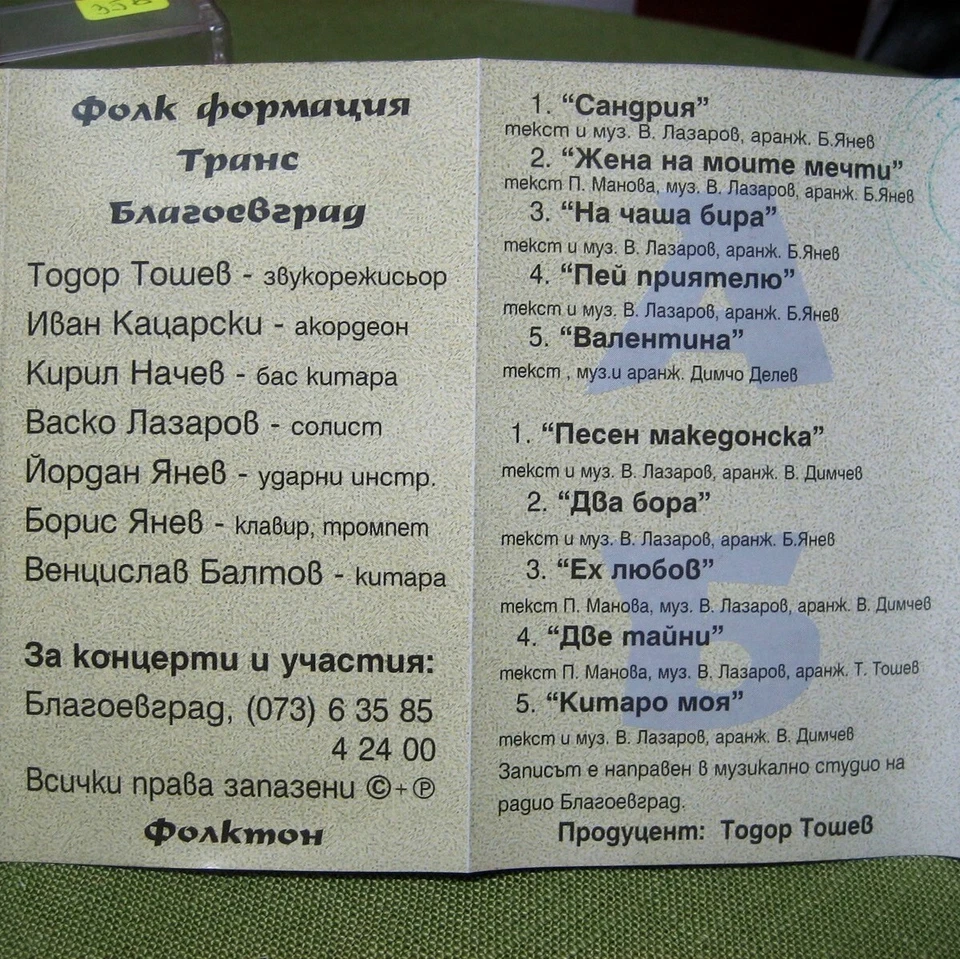 358
Фолк формация
Транс
Благоевград
Тодор Тошев - звукорежисьор
Иван Кацарски - акордеон
Кирил Начев - бас китара
Васко Лазаров - солист
Йордан Янев - ударни инстр.
Борис Янев - клавир, тромпет
Венцислав Балтов - китара
За концерти и участия:
Благоевград, (073) 6 35 85
4 24 00
Всички права запазени ©+℗
Фолктон
А
1. “Сандрия”
текст и муз. В. Лазаров, аранж. Б.Янев
2. “Жена на моите мечти”
текст П. Манова, муз. В. Лазаров, аранж. Б.Янев
3. “На чаша бира”
текст и муз. В. Лазаров, аранж. Б.Янев
4. “Пей приятелю”
текст и муз. В. Лазаров, аранж. Б.Янев
5. “Валентина”
текст , муз.и аранж. Димчо Делев
Б
1. “Песен македонска”
текст и муз. В. Лазаров, аранж. В. Димчев
2. “Два бора”
текст и муз. В. Лазаров, аранж. Б.Янев
3. “Ех любов”
текст П. Манова, муз. В. Лазаров, аранж. В. Димчев
4. “Две тайни”
текст П. Манова, муз. В. Лазаров, аранж. Т. Тошев
5. “Китаро моя”
текст и муз. В. Лазаров, аранж. В. Димчев
Записът е направен в музикално студио на
радио Благоевград.
Продуцент: Тодор Тошев